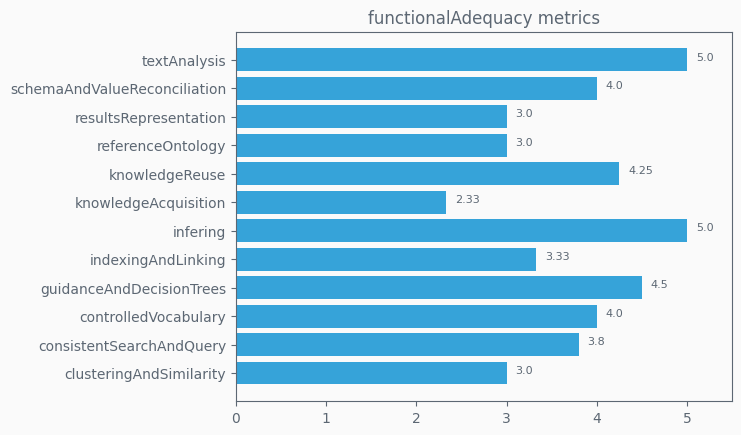 functionalAdequacy metrics
textAnalysis 5.0
schemaAndValueReconciliation 4.0
resultsRepresentation 3.0
referenceOntology 3.0
knowledgeReuse 4.25
knowledgeAcquisition 2.33
infering 5.0
indexingAndLinking 3.33
guidanceAndDecisionTrees 4.5
controlledVocabulary 4.0
consistentSearchAndQuery 3.8
clusteringAndSimilarity 3.0
0 1 2 3 4 5